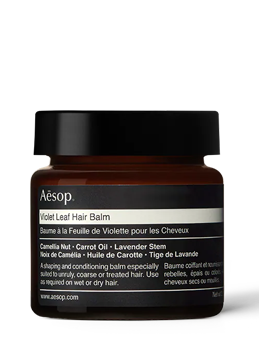 Aēsop.
Violet Leaf Hair Balm
Baume à la Feuille de Violette pour les Cheveux
Camellia Nut · Carrot Oil · Lavender Stem
Noix de Camélia · Huile de Carotte · Tige de Lavande
A shaping and conditioning balm especially
suited to unruly, coarse or treated hair. Use
as required on wet or dry hair.
Baume coiffant et
rebelles, épais ou
cheveux secs ou
www.aesop.com